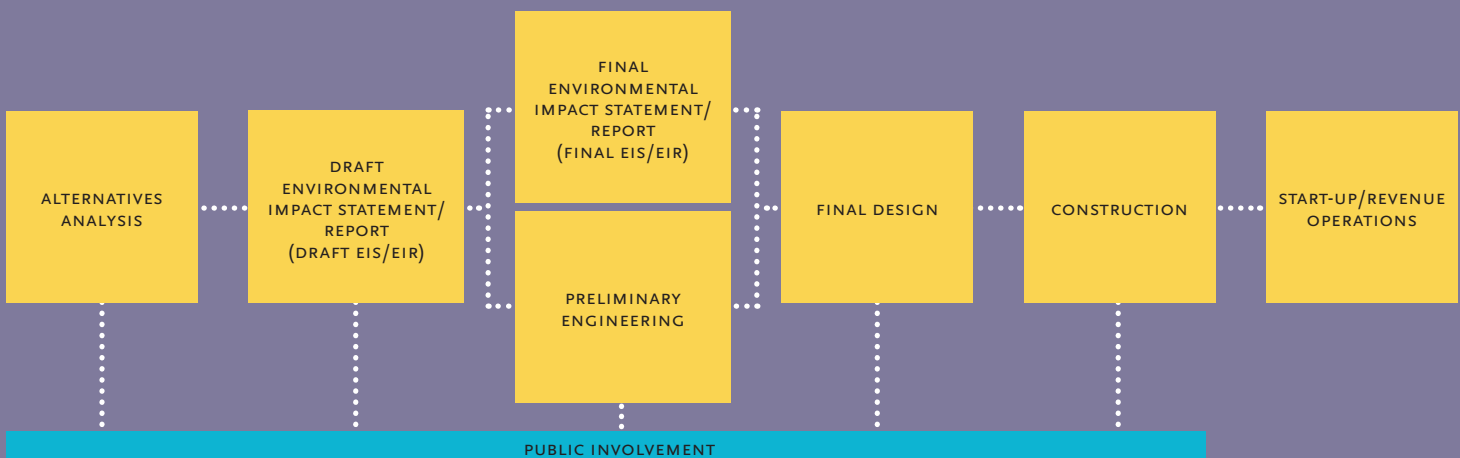 ALTERNATIVES
ANALYSIS
DRAFT
ENVIRONMENTAL
IMPACT STATEMENT/
REPORT
(DRAFT EIS/EIR)
FINAL
ENVIRONMENTAL
IMPACT STATEMENT/
REPORT
(FINAL EIS/EIR)
PRELIMINARY
ENGINEERING
FINAL DESIGN
CONSTRUCTION
START-UP/REVENUE
OPERATIONS
PUBLIC INVOLVEMENT